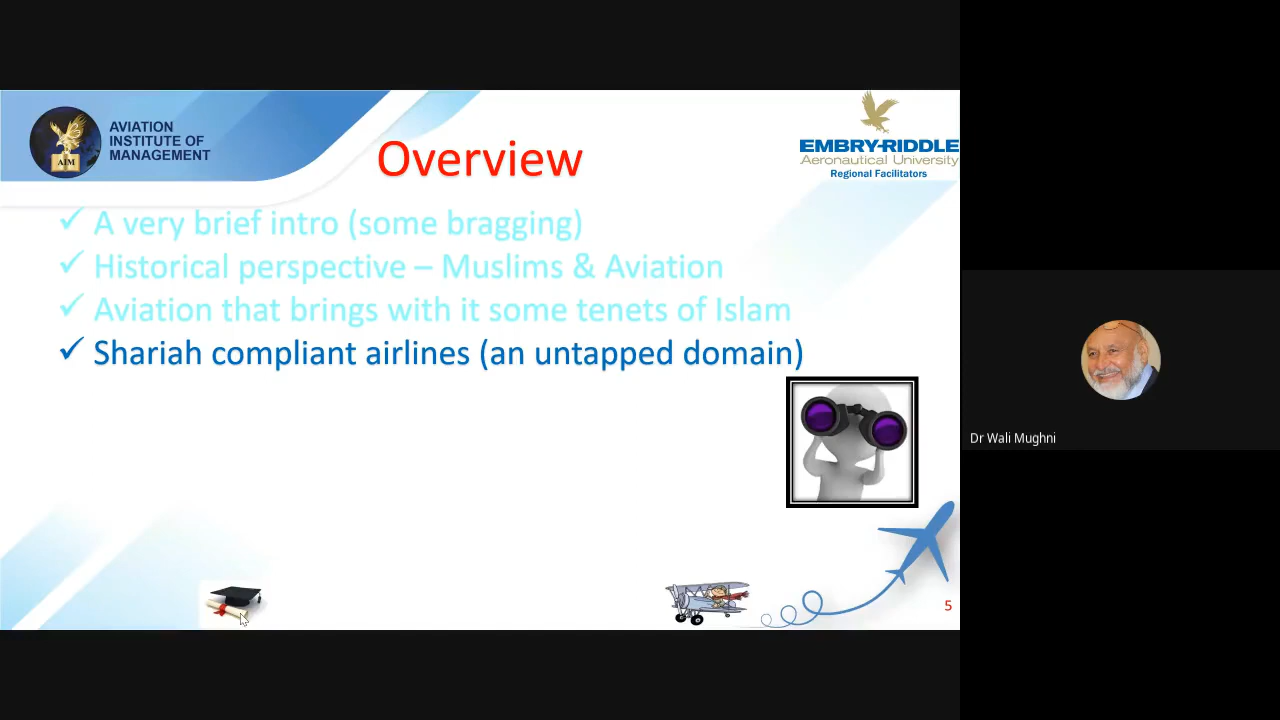 AVIATION
INSTITUTE OF
MANAGEMENT
AIM
Overview
EMBRY-RIDDLE
Aeronautical University
Regional Facilitators
✓ A very brief intro (some bragging)
✓ Historical perspective – Muslims & Aviation
✓ Aviation that brings with it some tenets of Islam
✓ Shariah compliant airlines (an untapped domain)
Dr Wali Mughni
5